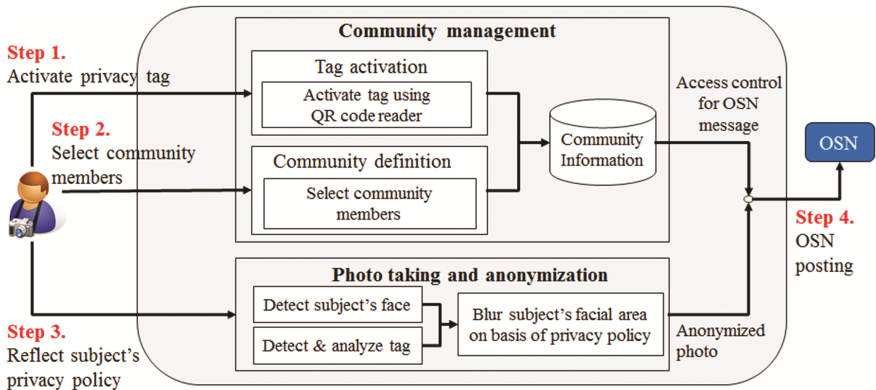 Step 1.
Activate privacy tag
Step 2.
Select community
members
Step 3.
Reflect subject's
privacy policy
Community management
Tag activation
Activate tag using
QR code reader
Community definition
Select community
members
Community
Information
Access control
for OSN
message
Photo taking and anonymization
Detect subject's face
Detect & analyze tag
Blur subject's facial area
on basis of privacy policy
Anonymized
photo
OSN
Step 4.
OSN
posting